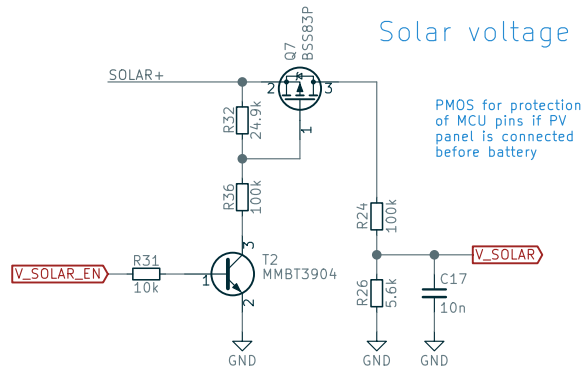 Solar voltage
Q7
BSS83P
SOLAR+
2
3
1
R32
24.9k
PMOS for protection
of MCU pins if PV
panel is connected
before battery
R36
100k
R24
100k
3
T2
MMBT3904
V_SOLAR_EN
R31
10k
1
2
V_SOLAR
R26
5.6k
C17
10n
GND
GND
GND